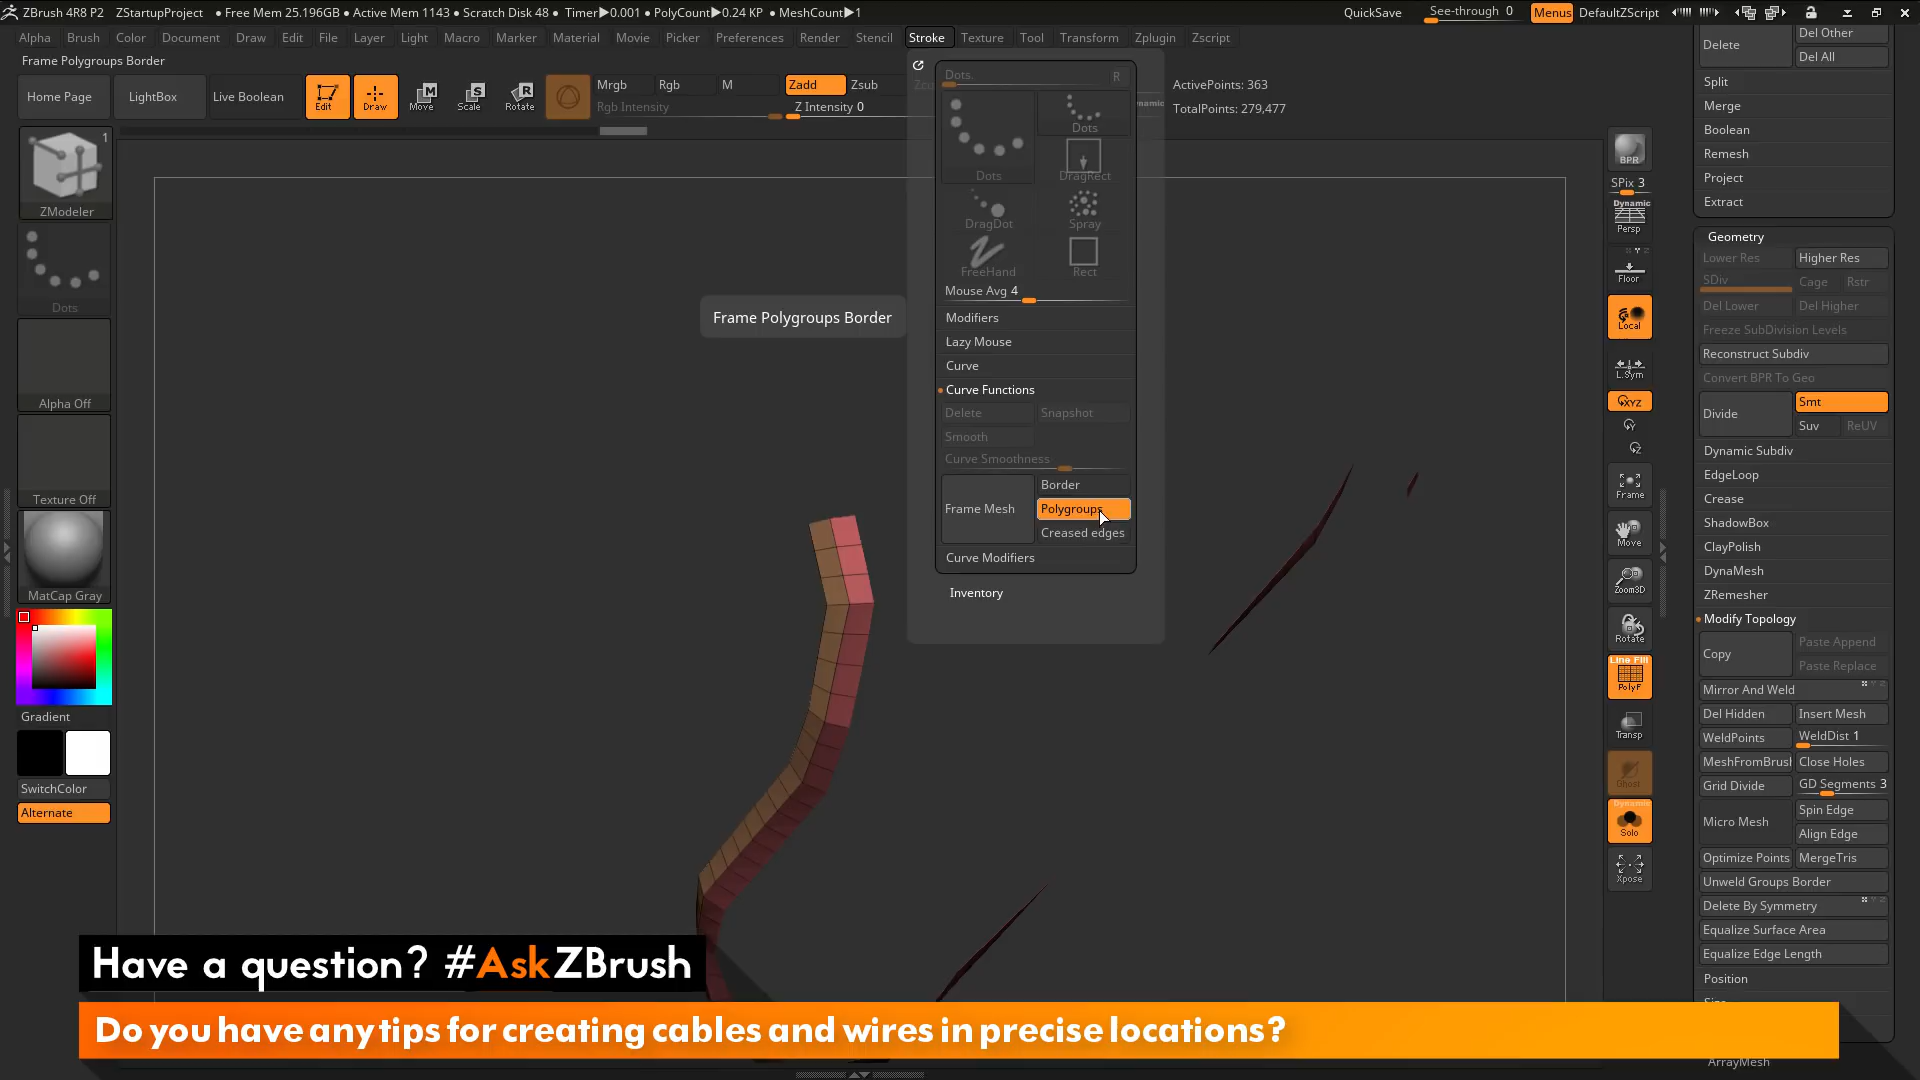 ZBrush 4R8 P2 ZStartupProject • Free Mem 25.196GB • Active Mem 1143 • Scratch Disk 48 • Timer▶0.001 • PolyCount▶0.24 KP • MeshCount▶1 QuickSave See-through 0 Menus DefaultZScript
Alpha Brush Color Document Draw Edit File Layer Light Macro Marker Material Movie Picker Preferences Render Stencil Stroke Texture Tool Transform Zplugin Zscript
Frame Polygroups Border
Home Page LightBox Live Boolean Edit Draw Move Scale Rotate
Mrgb Rgb M Zadd Zsub
Rgb Intensity Z Intensity 0
ActivePoints: 363
TotalPoints: 279,477
1
ZModeler
Dots
Alpha Off
Texture Off
MatCap Gray
Gradient
SwitchColor
Alternate
Dots. R
Dots
Dots DragRect
DragDot Spray
FreeHand Rect
Mouse Avg 4
Modifiers
Lazy Mouse
Curve
Curve Functions
Delete Snapshot
Smooth
Curve Smoothness
Frame Mesh
Border
Polygroups
Creased edges
Curve Modifiers
Inventory
Frame Polygroups Border
BPR
SPix 3
Dynamic
Persp
Floor
Local
L.Sym
XYZ
Y
Z
Frame
Move
Zoom3D
Rotate
Line Fill
PolyF
Transp
Ghost
Dynamic
Solo
Xpose
Delete Del Other
Del All
Split
Merge
Boolean
Remesh
Project
Extract
Geometry
Lower Res Higher Res
SDiv Cage Rstr
Del Lower Del Higher
Freeze SubDivision Levels
Reconstruct Subdiv
Convert BPR To Geo
Divide Smt
Suv ReUV
Dynamic Subdiv
EdgeLoop
Crease
ShadowBox
ClayPolish
DynaMesh
ZRemesher
Modify Topology
Copy Paste Append
Paste Replace
Mirror And Weld
Del Hidden Insert Mesh
WeldPoints WeldDist 1
MeshFromBrush Close Holes
Grid Divide GD Segments 3
Micro Mesh Spin Edge
Align Edge
Optimize Points MergeTris
Unweld Groups Border
Delete By Symmetry
Equalize Surface Area
Equalize Edge Length
Position
ArrayMesh
Have a question? #AskZBrush
Do you have any tips for creating cables and wires in precise locations?